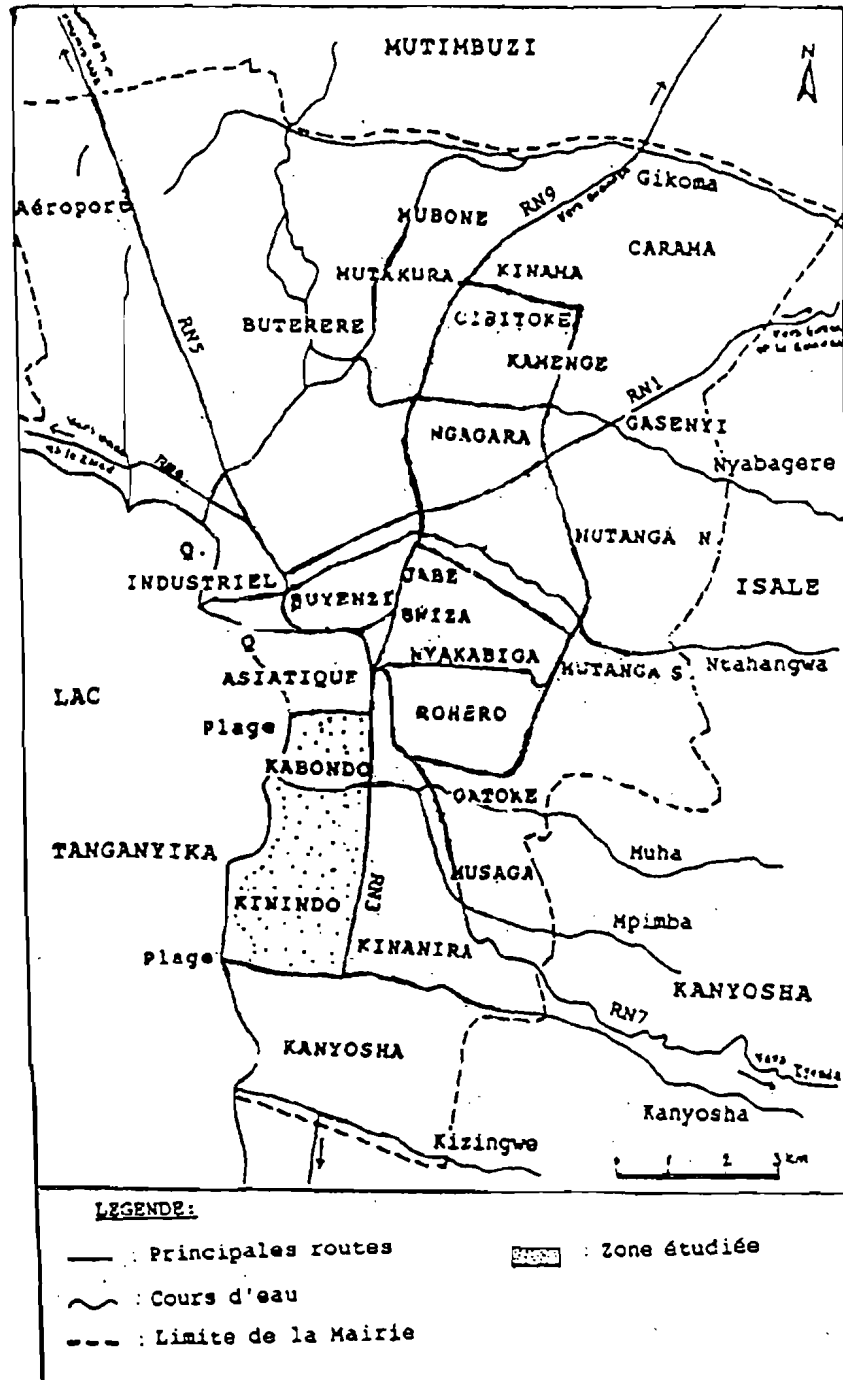 MUTIMBUZI
N
Gikoma
Aéroport
RN9
MUBONE
CARAMA
MUTAKURA
KINAMA
RN5
BUTERERE
CIBITOKE
KAMENGE
RN1
GASENYI
NGAGARA
Nyabagere
MUTANGA N.
Q.
INDUSTRIEL
JABE
ISALE
BUYENZI
BWIZA
Q
NYAKABIGA
MUTANGA S.
Ntahangwa
ASIATIQUE
LAC
ROHERO
Plage
KABONDO
GATOKE
TANGANYIKA
Muha
MUSAGA
KININDO
RN3
Mpimba
KINANIRA
Plage
KANYOSHA
RN7
KANYOSHA
Vers
Kanyosha
Kizingwe
0 1 2 3 km
LEGENDE:
: Principales routes
: Zone étudiée
: Cours d'eau
: Limite de la Mairie